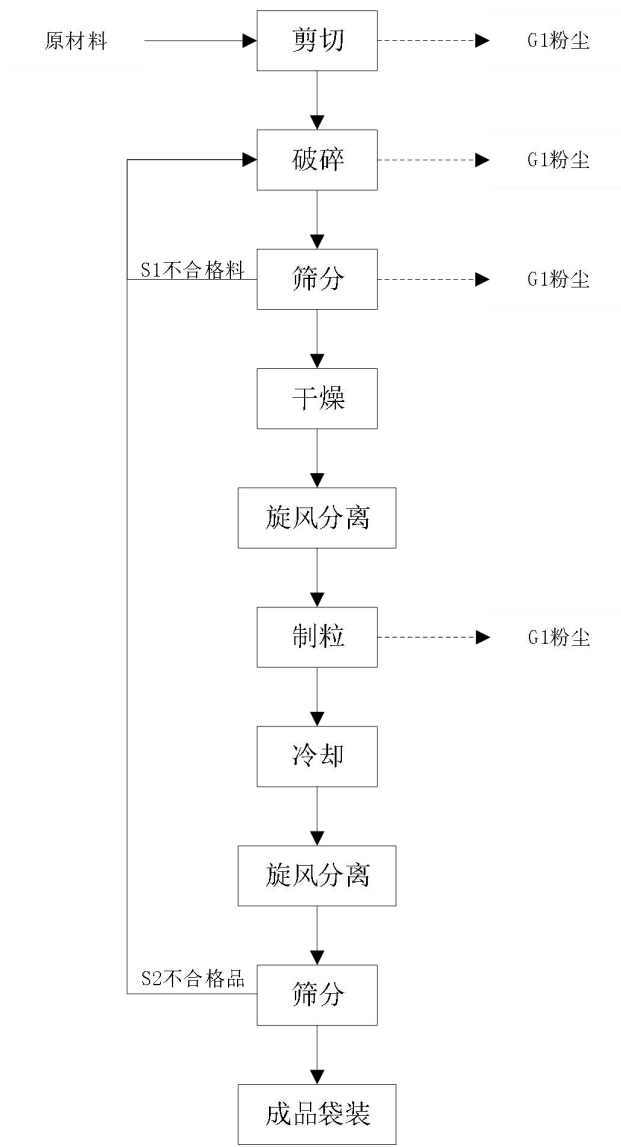 原材料
剪切
G1粉尘
破碎
G1粉尘
S1不合格料
筛分
G1粉尘
干燥
旋风分离
制粒
G1粉尘
冷却
旋风分离
S2不合格品
筛分
成品袋装